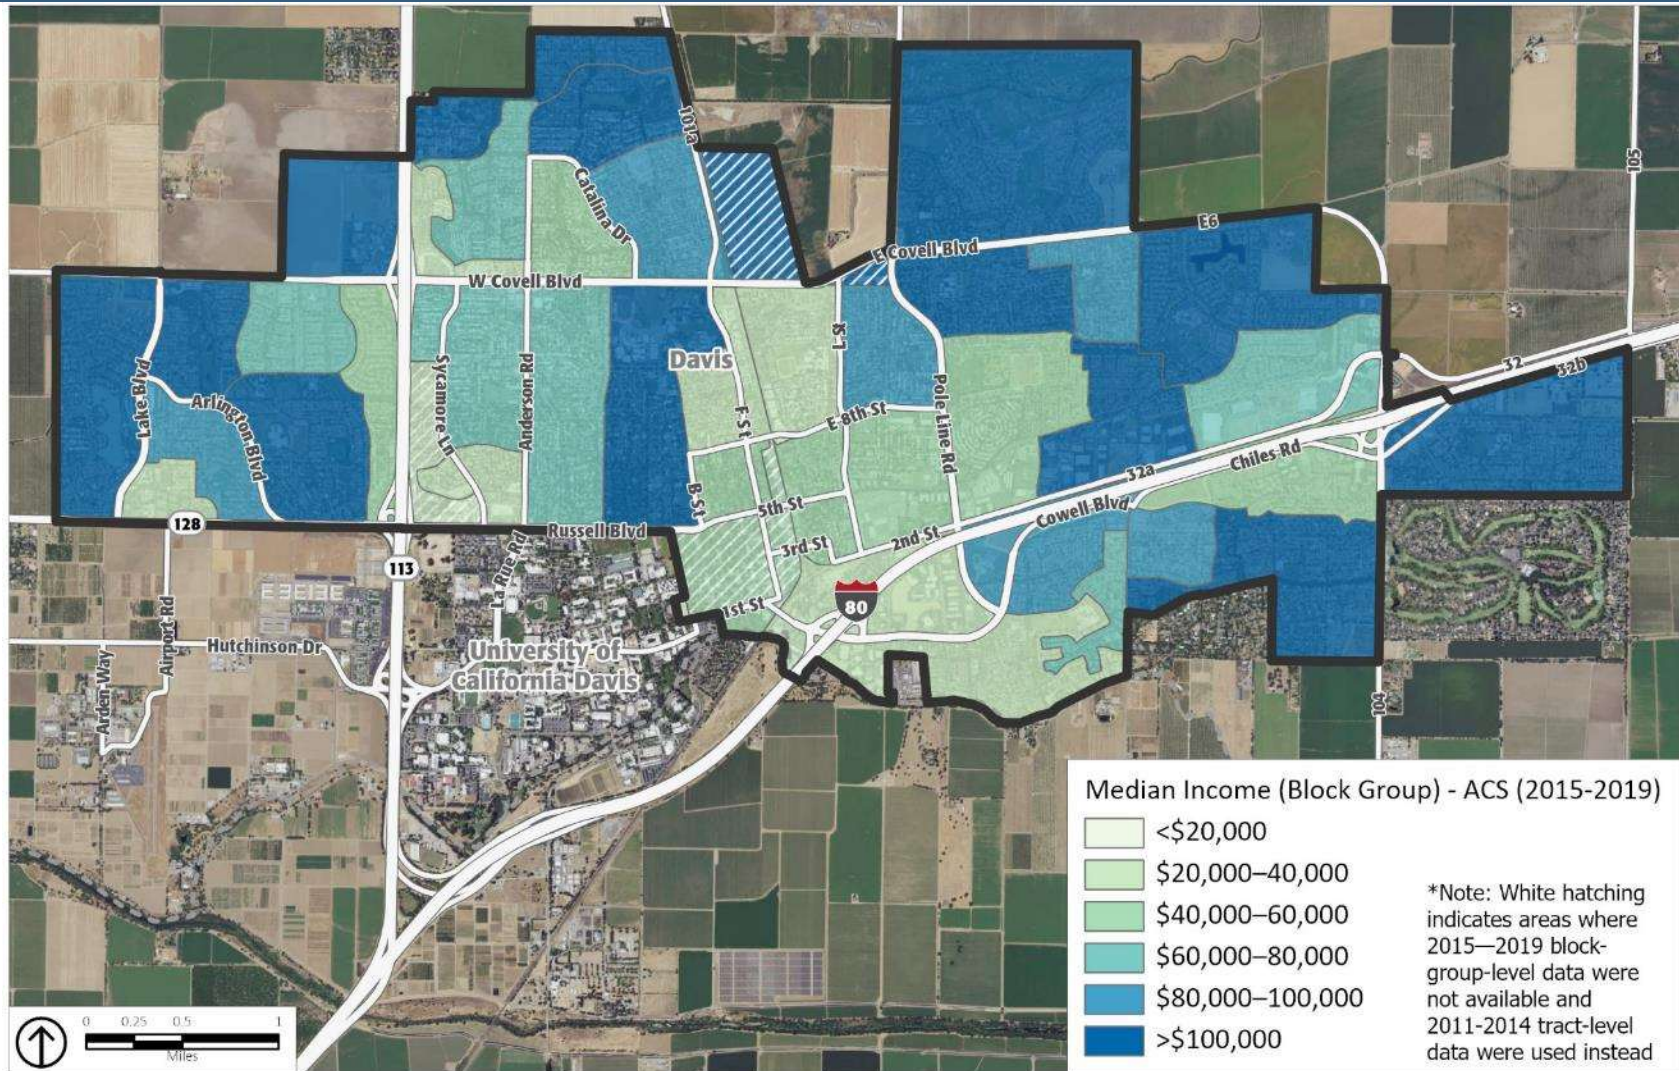 101a
105
Catalina Dr
E6
E Covell Blvd
W Covell Blvd
L St
Davis
32
32b
Lake Blvd
Arlington Blvd
Sycamore Ln
Anderson Rd
F St
E 8th St
Pole Line Rd
B St
5th St
32a
Chiles Rd
Cowell Blvd
128
Russell Blvd
3rd St
2nd St
113
La Rue Rd
1st St
80
Airport Rd
Hutchinson Dr
University of
California Davis
Arden Way
104
Median Income (Block Group) - ACS (2015-2019)
<$20,000
$20,000–40,000
$40,000–60,000
$60,000–80,000
$80,000–100,000
>$100,000
*Note: White hatching
indicates areas where
2015—2019 block-
group-level data were
not available and
2011-2014 tract-level
data were used instead
0 0.25 0.5 1
Miles